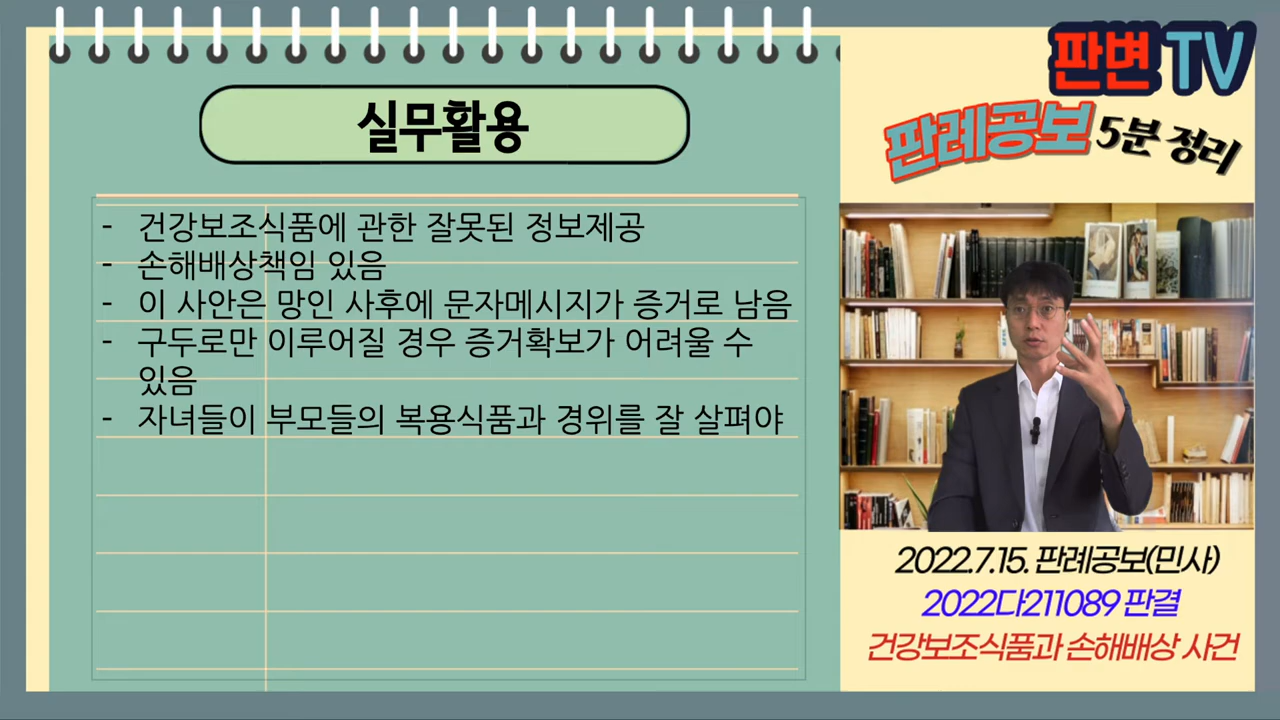 실무활용
- 건강보조식품에 관한 잘못된 정보제공
- 손해배상책임 있음
- 이 사안은 망인 사후에 문자메시지가 증거로 남음
- 구두로만 이루어질 경우 증거확보가 어려울 수
있음
- 자녀들이 부모들의 복용식품과 경위를 잘 살펴야
판변 TV
판례공보 5분 정리
2022.7.15. 판례공보(민사)
2022다211089 판결
건강보조식품과 손해배상 사건